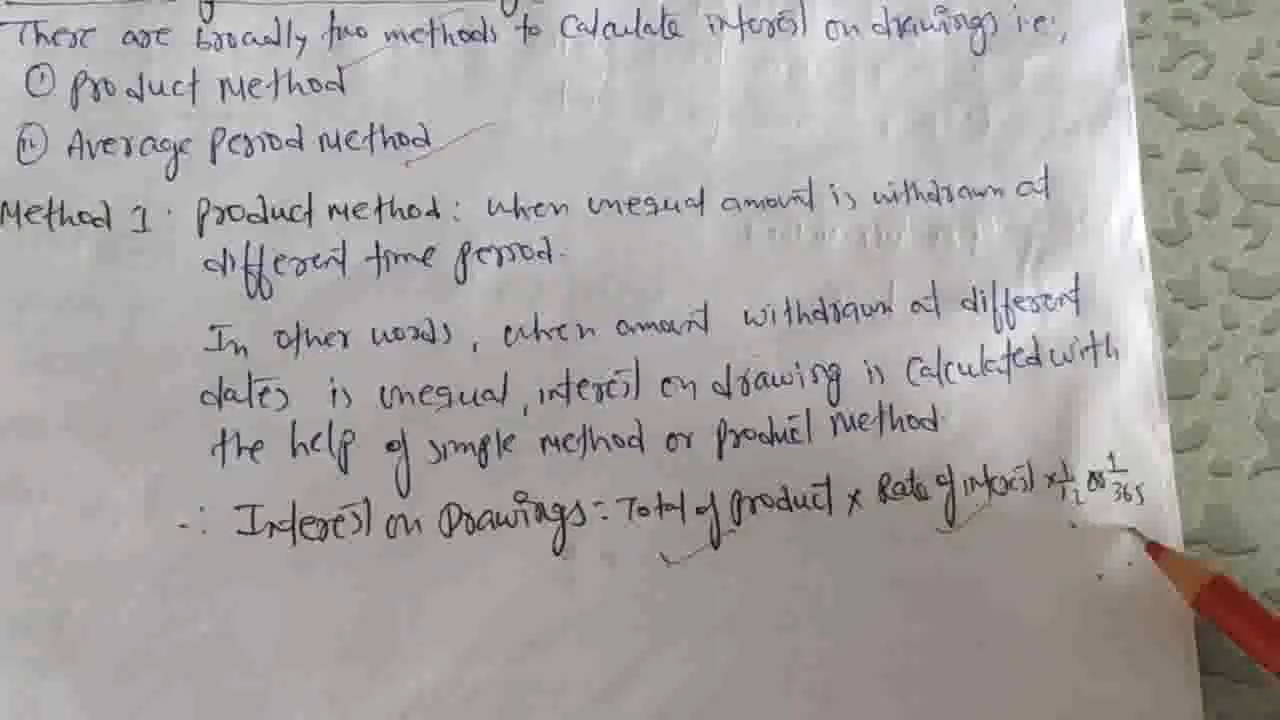 There are broadly two methods to calculate interest on drawings i.e.,
(i) Product Method
(ii) Average Period Method
Method 1: Product method: when unequal amount is withdrawn at
different time period.
In other words, when amount withdrawn at different
dates is unequal, interest on drawing is calculated with
the help of simple method or product method.
∴ Interest on Drawings = Total of product × Rate of interest × 1/12 or 1/365